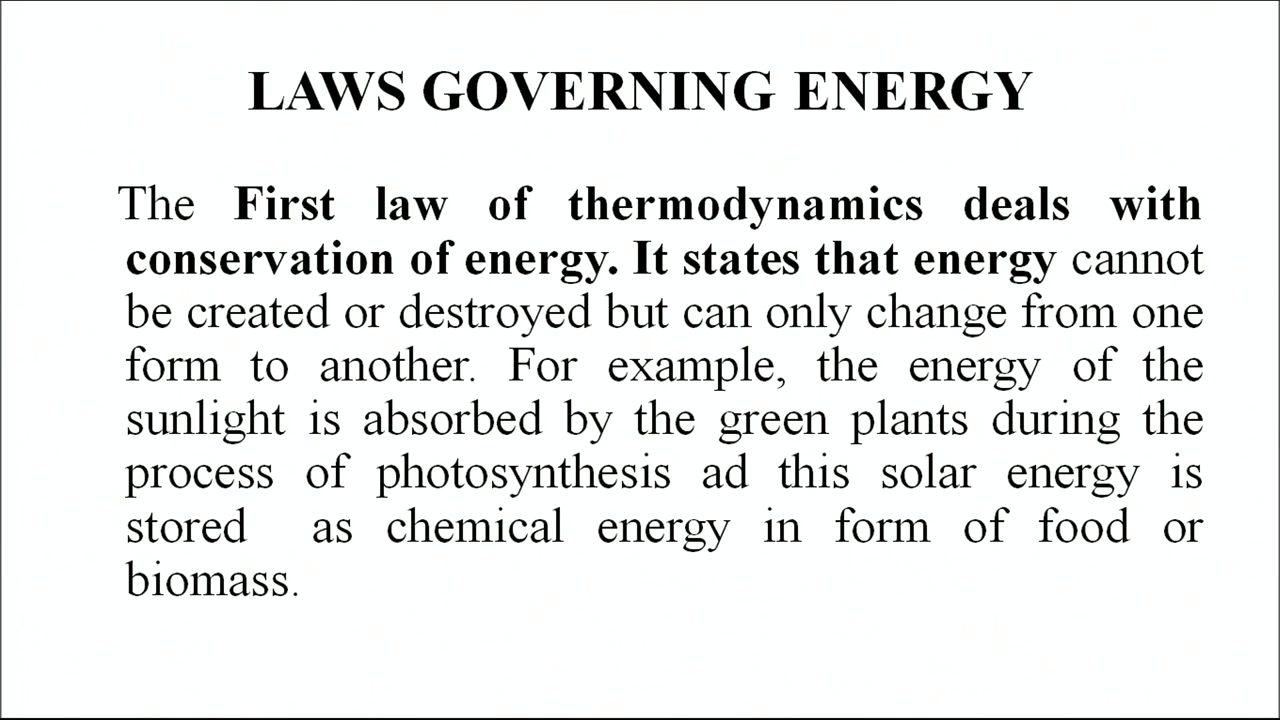 LAWS GOVERNING ENERGY
The First law of thermodynamics deals with
conservation of energy. It states that energy cannot
be created or destroyed but can only change from one
form to another. For example, the energy of the
sunlight is absorbed by the green plants during the
process of photosynthesis ad this solar energy is
stored as chemical energy in form of food or
biomass.